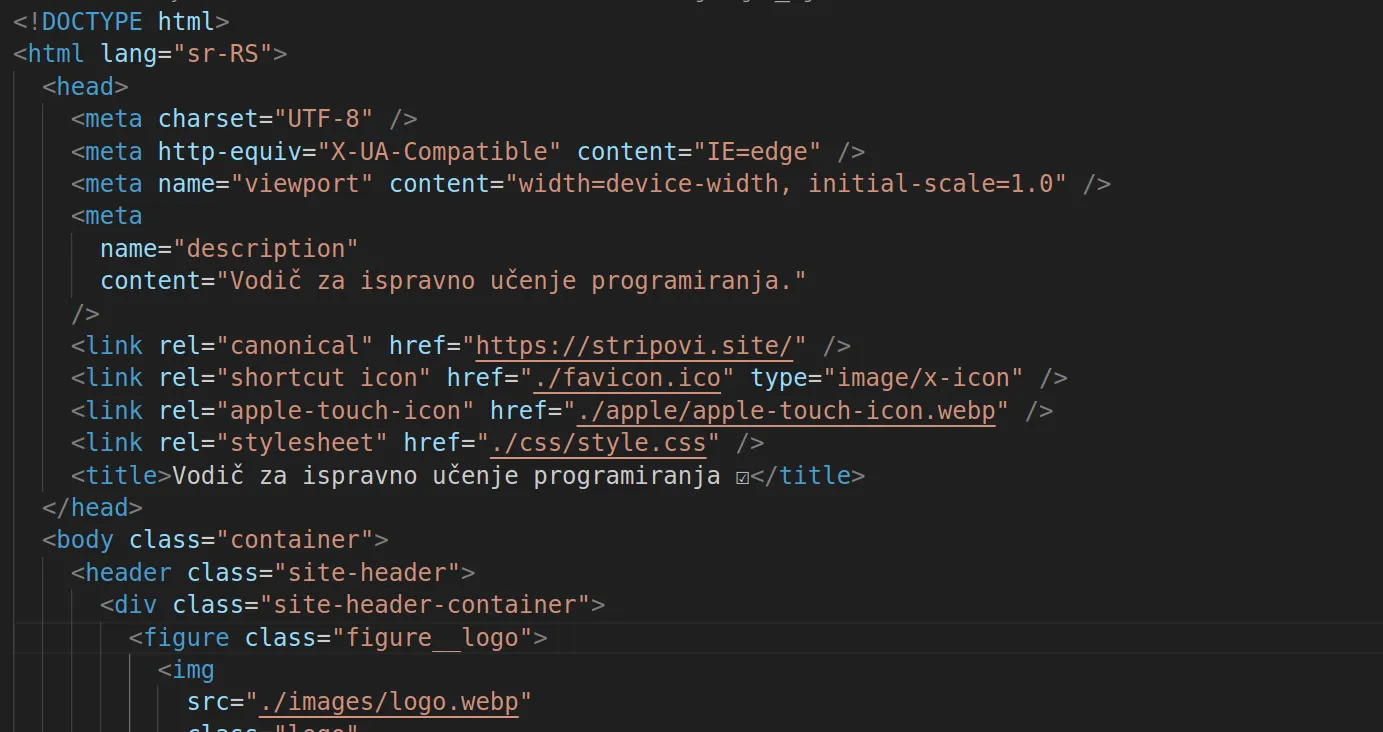 <!DOCTYPE html>
<html lang="sr-RS">
<head>
<meta charset="UTF-8" />
<meta http-equiv="X-UA-Compatible" content="IE=edge" />
<meta name="viewport" content="width=device-width, initial-scale=1.0" />
<meta
name="description"
content="Vodič za ispravno učenje programiranja."
/>
<link rel="canonical" href="https://stripovi.site/" />
<link rel="shortcut icon" href="./favicon.ico" type="image/x-icon" />
<link rel="apple-touch-icon" href="./apple/apple-touch-icon.webp" />
<link rel="stylesheet" href="./css/style.css" />
<title>Vodič za ispravno učenje programiranja ☑</title>
</head>
<body class="container">
<header class="site-header">
<div class="site-header-container">
<figure class="figure__logo">
<img
src="./images/logo.webp"
class="logo"